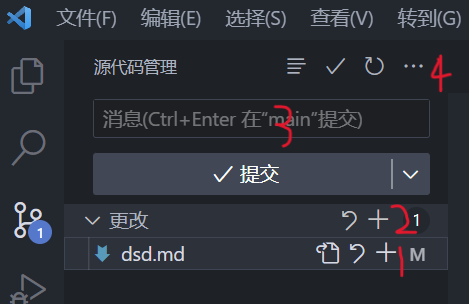 文件(F) 编辑(E) 选择(S) 查看(V) 转到(G)
源代码管理 4
消息(Ctrl+Enter 在"main"提交) 3
提交
更改 2 1
dsd.md 1 M
1